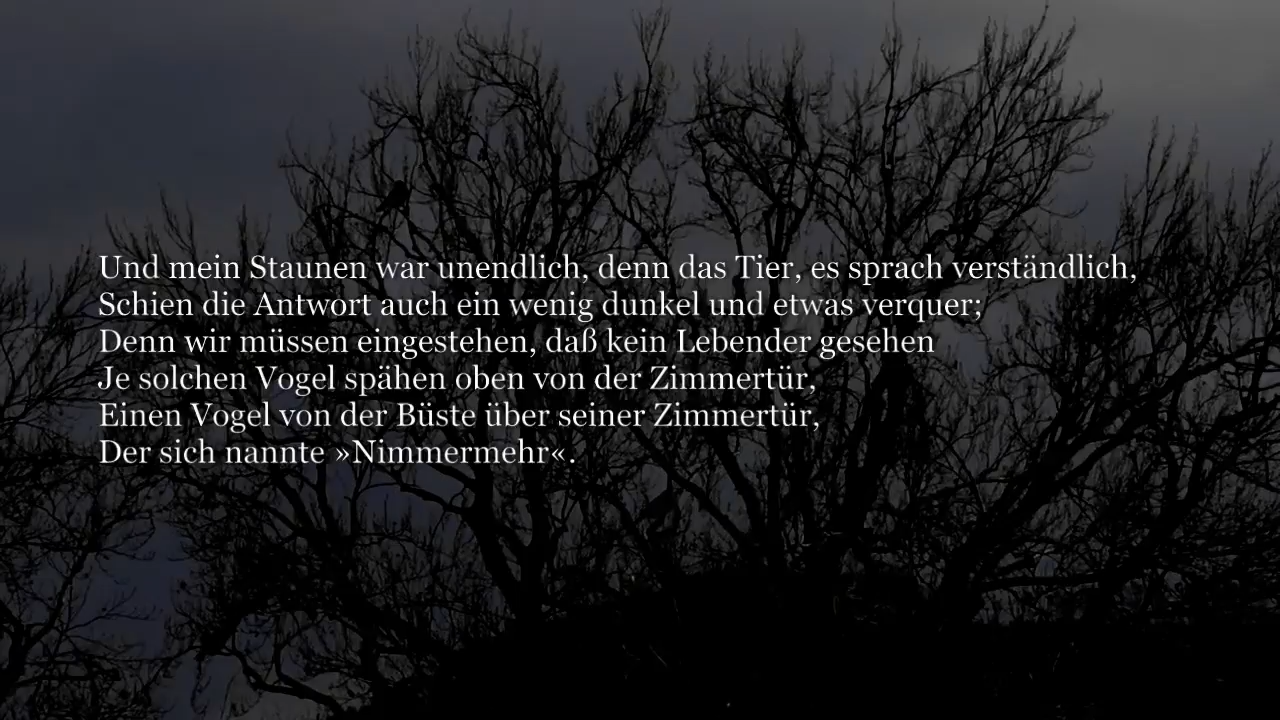 Und mein Staunen war unendlich, denn das Tier, es sprach verständlich,
Schien die Antwort auch ein wenig dunkel und etwas verquer;
Denn wir müssen eingestehen, daß kein Lebender gesehen
Je solchen Vogel spähen oben von der Zimmertür,
Einen Vogel von der Büste über seiner Zimmertür,
Der sich nannte »Nimmermehr«.